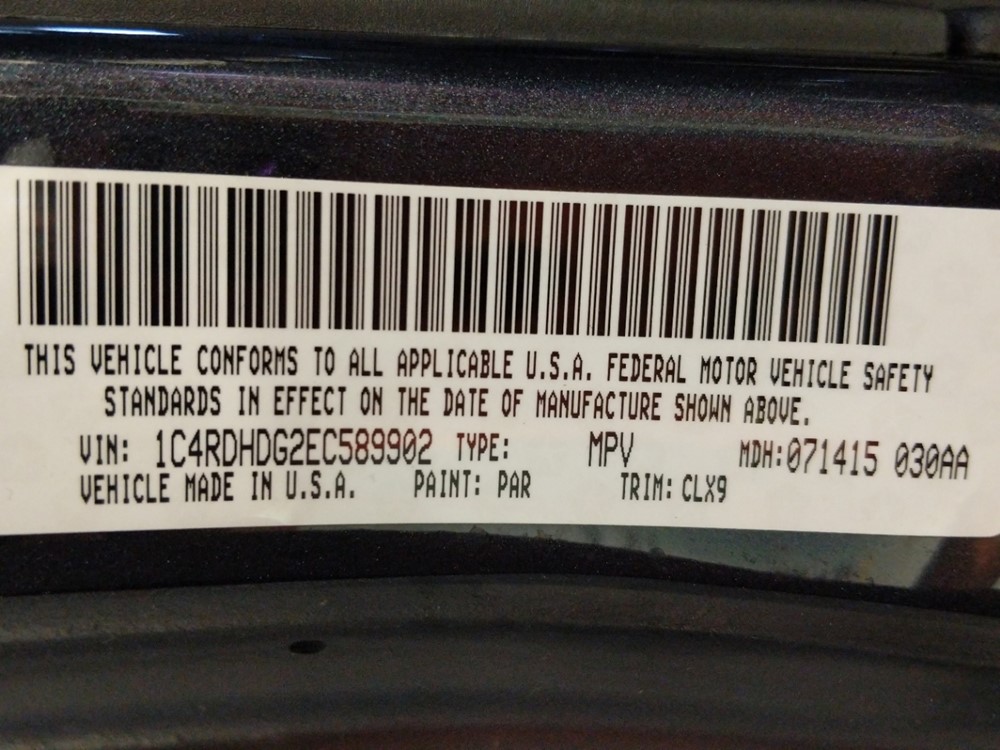 THIS VEHICLE CONFORMS TO ALL APPLICABLE U.S.A. FEDERAL MOTOR VEHICLE SAFETY
STANDARDS IN EFFECT ON THE DATE OF MANUFACTURE SHOWN ABOVE.
VIN: 1C4RDHDG2EC589902 TYPE: MPV MDH:071415 030AA
VEHICLE MADE IN U.S.A. PAINT: PAR TRIM: CLX9